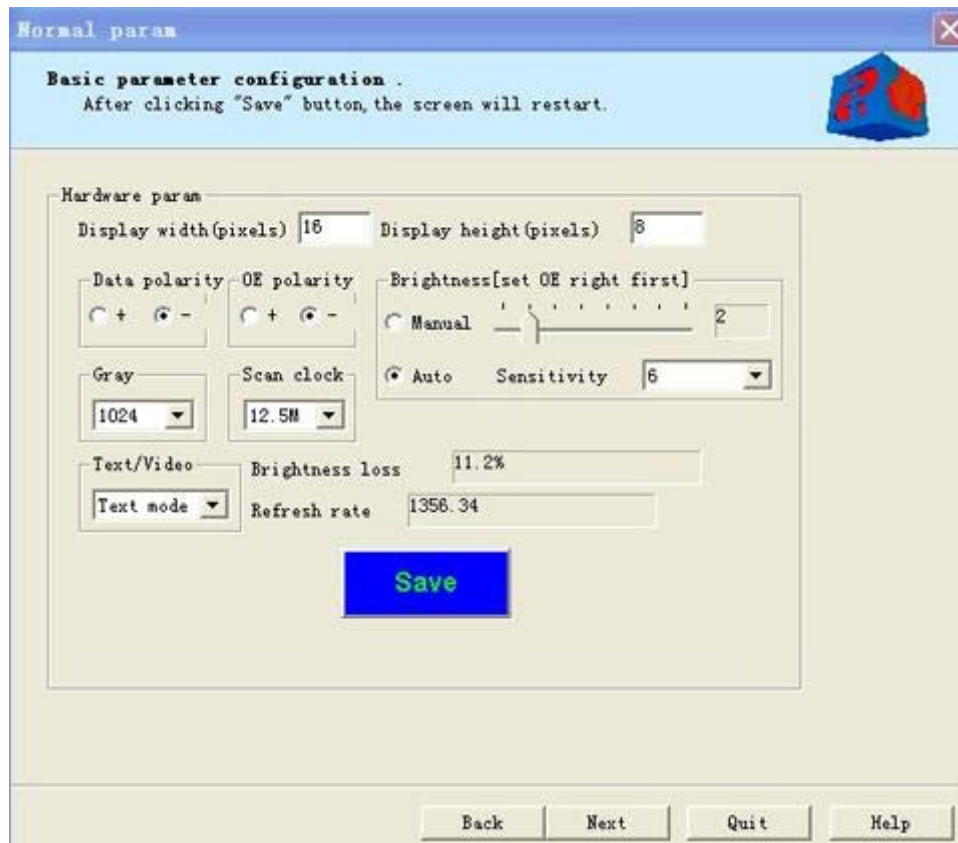 Normal param
Basic parameter configuration .
After clicking "Save" button, the screen will restart.
Hardware param
Display width(pixels) 16 Display height(pixels) 8
Data polarity OE polarity Brightness[set OE right first]
+ - + - Manual 2
Gray Scan clock Auto Sensitivity 6
1024 12.5M
Text/Video Brightness loss 11.2%
Text mode Refresh rate 1356.34
Save
Back Next Quit Help